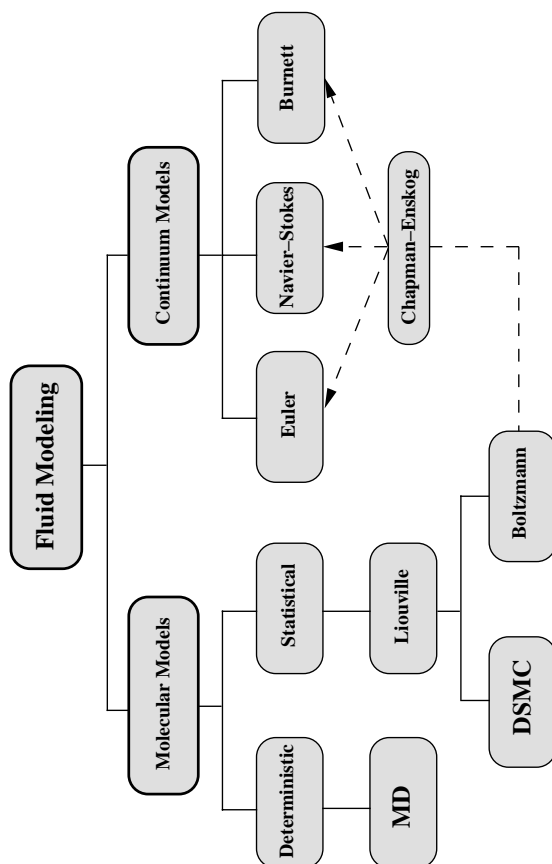 Fluid Modeling
Molecular Models
Continuum Models
Deterministic
Statistical
Euler
Navier–Stokes
Burnett
MD
Liouville
Chapman–Enskog
DSMC
Boltzmann